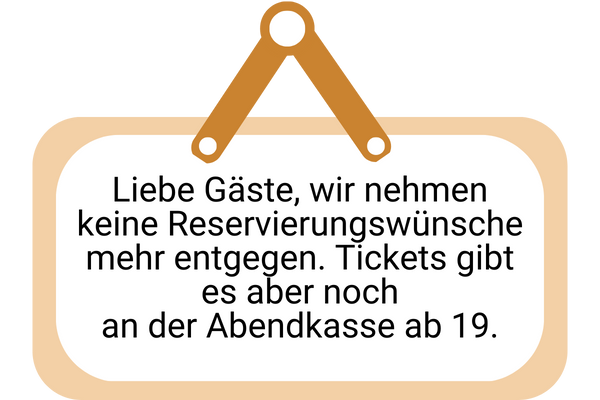 Liebe Gäste, wir nehmen
keine Reservierungswünsche
mehr entgegen. Tickets gibt
es aber noch
an der Abendkasse ab 19.